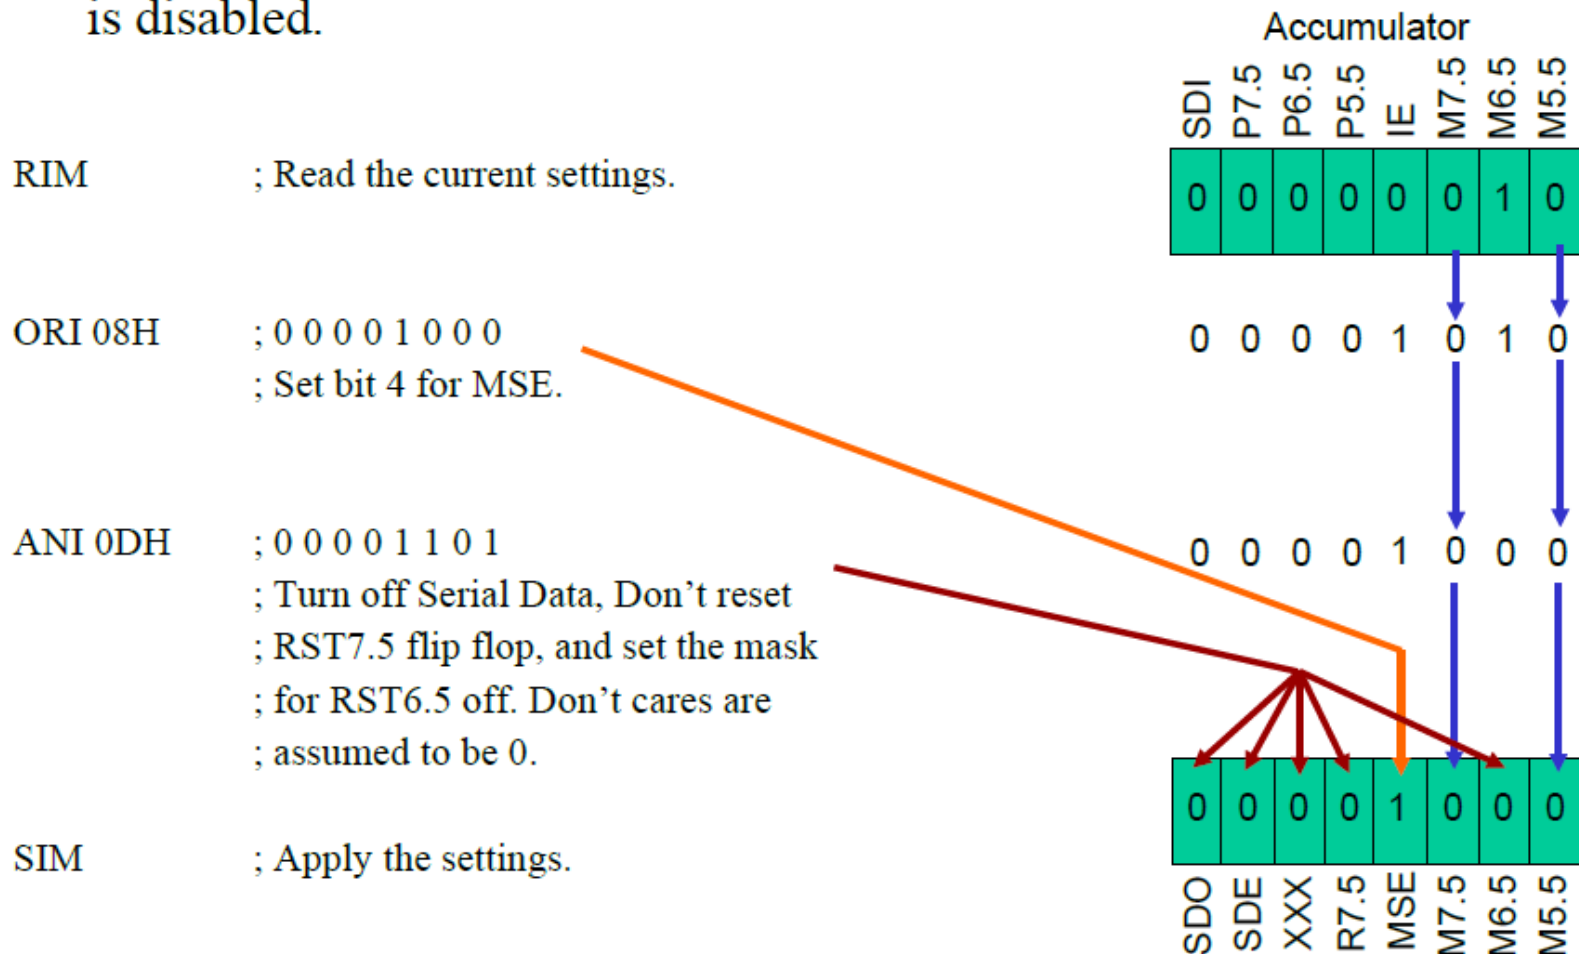 is disabled.
Accumulator
SDI P7.5 P6.5 P5.5 IE M7.5 M6.5 M5.5
RIM ; Read the current settings.
0 0 0 0 0 0 1 0
ORI 08H ; 0 0 0 0 1 0 0 0
0 0 0 0 1 0 1 0
; Set bit 4 for MSE.
ANI 0DH ; 0 0 0 0 1 1 0 1
0 0 0 0 1 0 0 0
; Turn off Serial Data, Don’t reset
; RST7.5 flip flop, and set the mask
; for RST6.5 off. Don’t cares are
; assumed to be 0.
0 0 0 0 1 0 0 0
SIM ; Apply the settings.
SDO SDE XXX R7.5 MSE M7.5 M6.5 M5.5